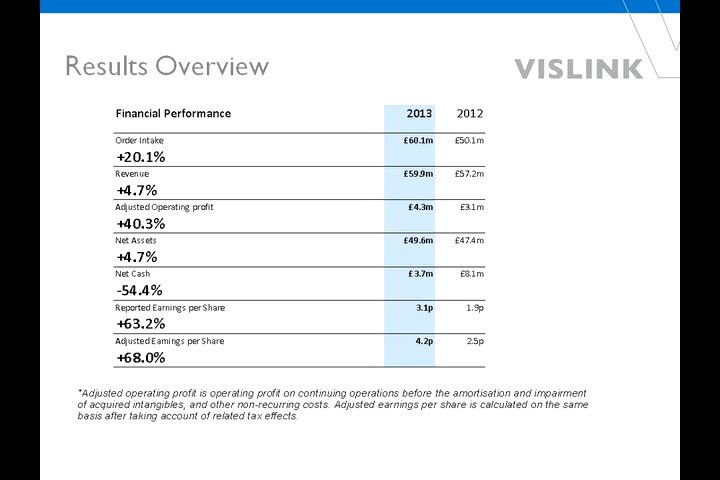 Results Overview
VISLINK
Financial Performance 2013 2012
Order Intake £60.1m £50.1m
+20.1%
Revenue £59.9m £57.2m
+4.7%
Adjusted Operating profit £4.3m £3.1m
+40.3%
Net Assets £49.6m £47.4m
+4.7%
Net Cash £3.7m £8.1m
-54.4%
Reported Earnings per Share 3.1p 1.9p
+63.2%
Adjusted Earnings per Share 4.2p 2.5p
+68.0%
*Adjusted operating profit is operating profit on continuing operations before the amortisation and impairment
of acquired intangibles, and other non-recurring costs. Adjusted earnings per share is calculated on the same
basis after taking account of related tax effects.